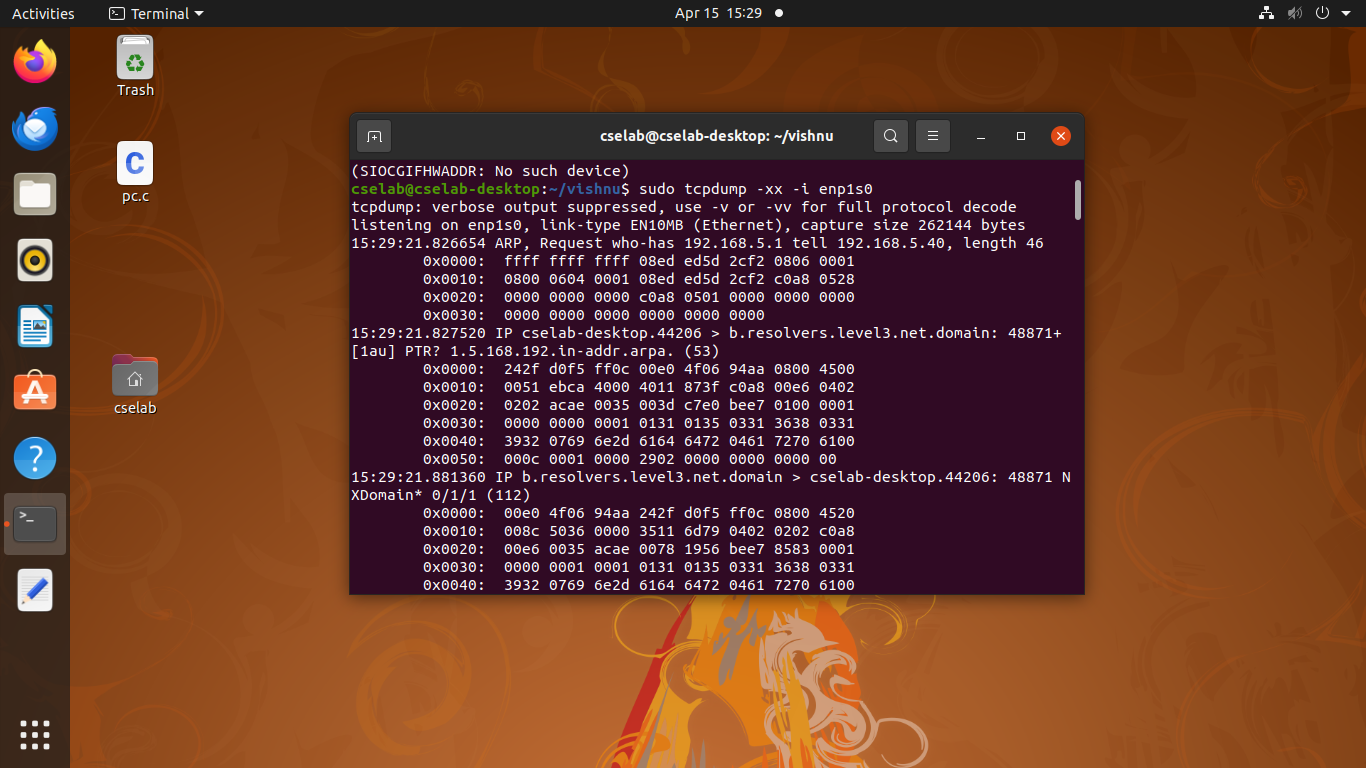 Activities
Terminal
Apr 15 15:29
Trash
C
pc.c
cselab
cselab@cselab-desktop: ~/vishnu
(SIOCGIFHWADDR: No such device)
cselab@cselab-desktop:~/vishnu$ sudo tcpdump -xx -i enp1s0
tcpdump: verbose output suppressed, use -v or -vv for full protocol decode
listening on enp1s0, link-type EN10MB (Ethernet), capture size 262144 bytes
15:29:21.826654 ARP, Request who-has 192.168.5.1 tell 192.168.5.40, length 46
0x0000: ffff ffff ffff 08ed ed5d 2cf2 0806 0001
0x0010: 0800 0604 0001 08ed ed5d 2cf2 c0a8 0528
0x0020: 0000 0000 0000 c0a8 0501 0000 0000 0000
0x0030: 0000 0000 0000 0000 0000 0000
15:29:21.827520 IP cselab-desktop.44206 > b.resolvers.level3.net.domain: 48871+
[1au] PTR? 1.5.168.192.in-addr.arpa. (53)
0x0000: 242f d0f5 ff0c 00e0 4f06 94aa 0800 4500
0x0010: 0051 ebca 4000 4011 873f c0a8 00e6 0402
0x0020: 0202 acae 0035 003d c7e0 bee7 0100 0001
0x0030: 0000 0000 0001 0131 0135 0331 3638 0331
0x0040: 3932 0769 6e2d 6164 6472 0461 7270 6100
0x0050: 000c 0001 0000 2902 0000 0000 0000 00
15:29:21.881360 IP b.resolvers.level3.net.domain > cselab-desktop.44206: 48871 N
XDomain* 0/1/1 (112)
0x0000: 00e0 4f06 94aa 242f d0f5 ff0c 0800 4520
0x0010: 008c 5036 0000 3511 6d79 0402 0202 c0a8
0x0020: 00e6 0035 acae 0078 1956 bee7 8583 0001
0x0030: 0000 0001 0001 0131 0135 0331 3638 0331
0x0040: 3932 0769 6e2d 6164 6472 0461 7270 6100